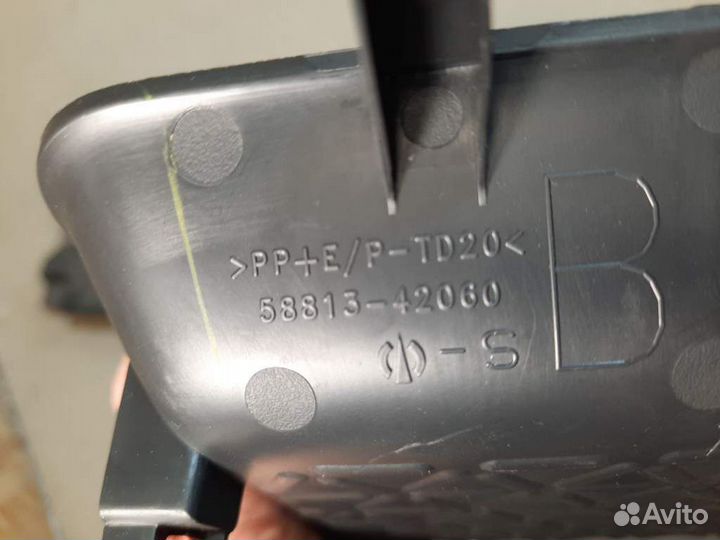 >PP+E/P-TD20<
58813-42060
-S
B
Avito